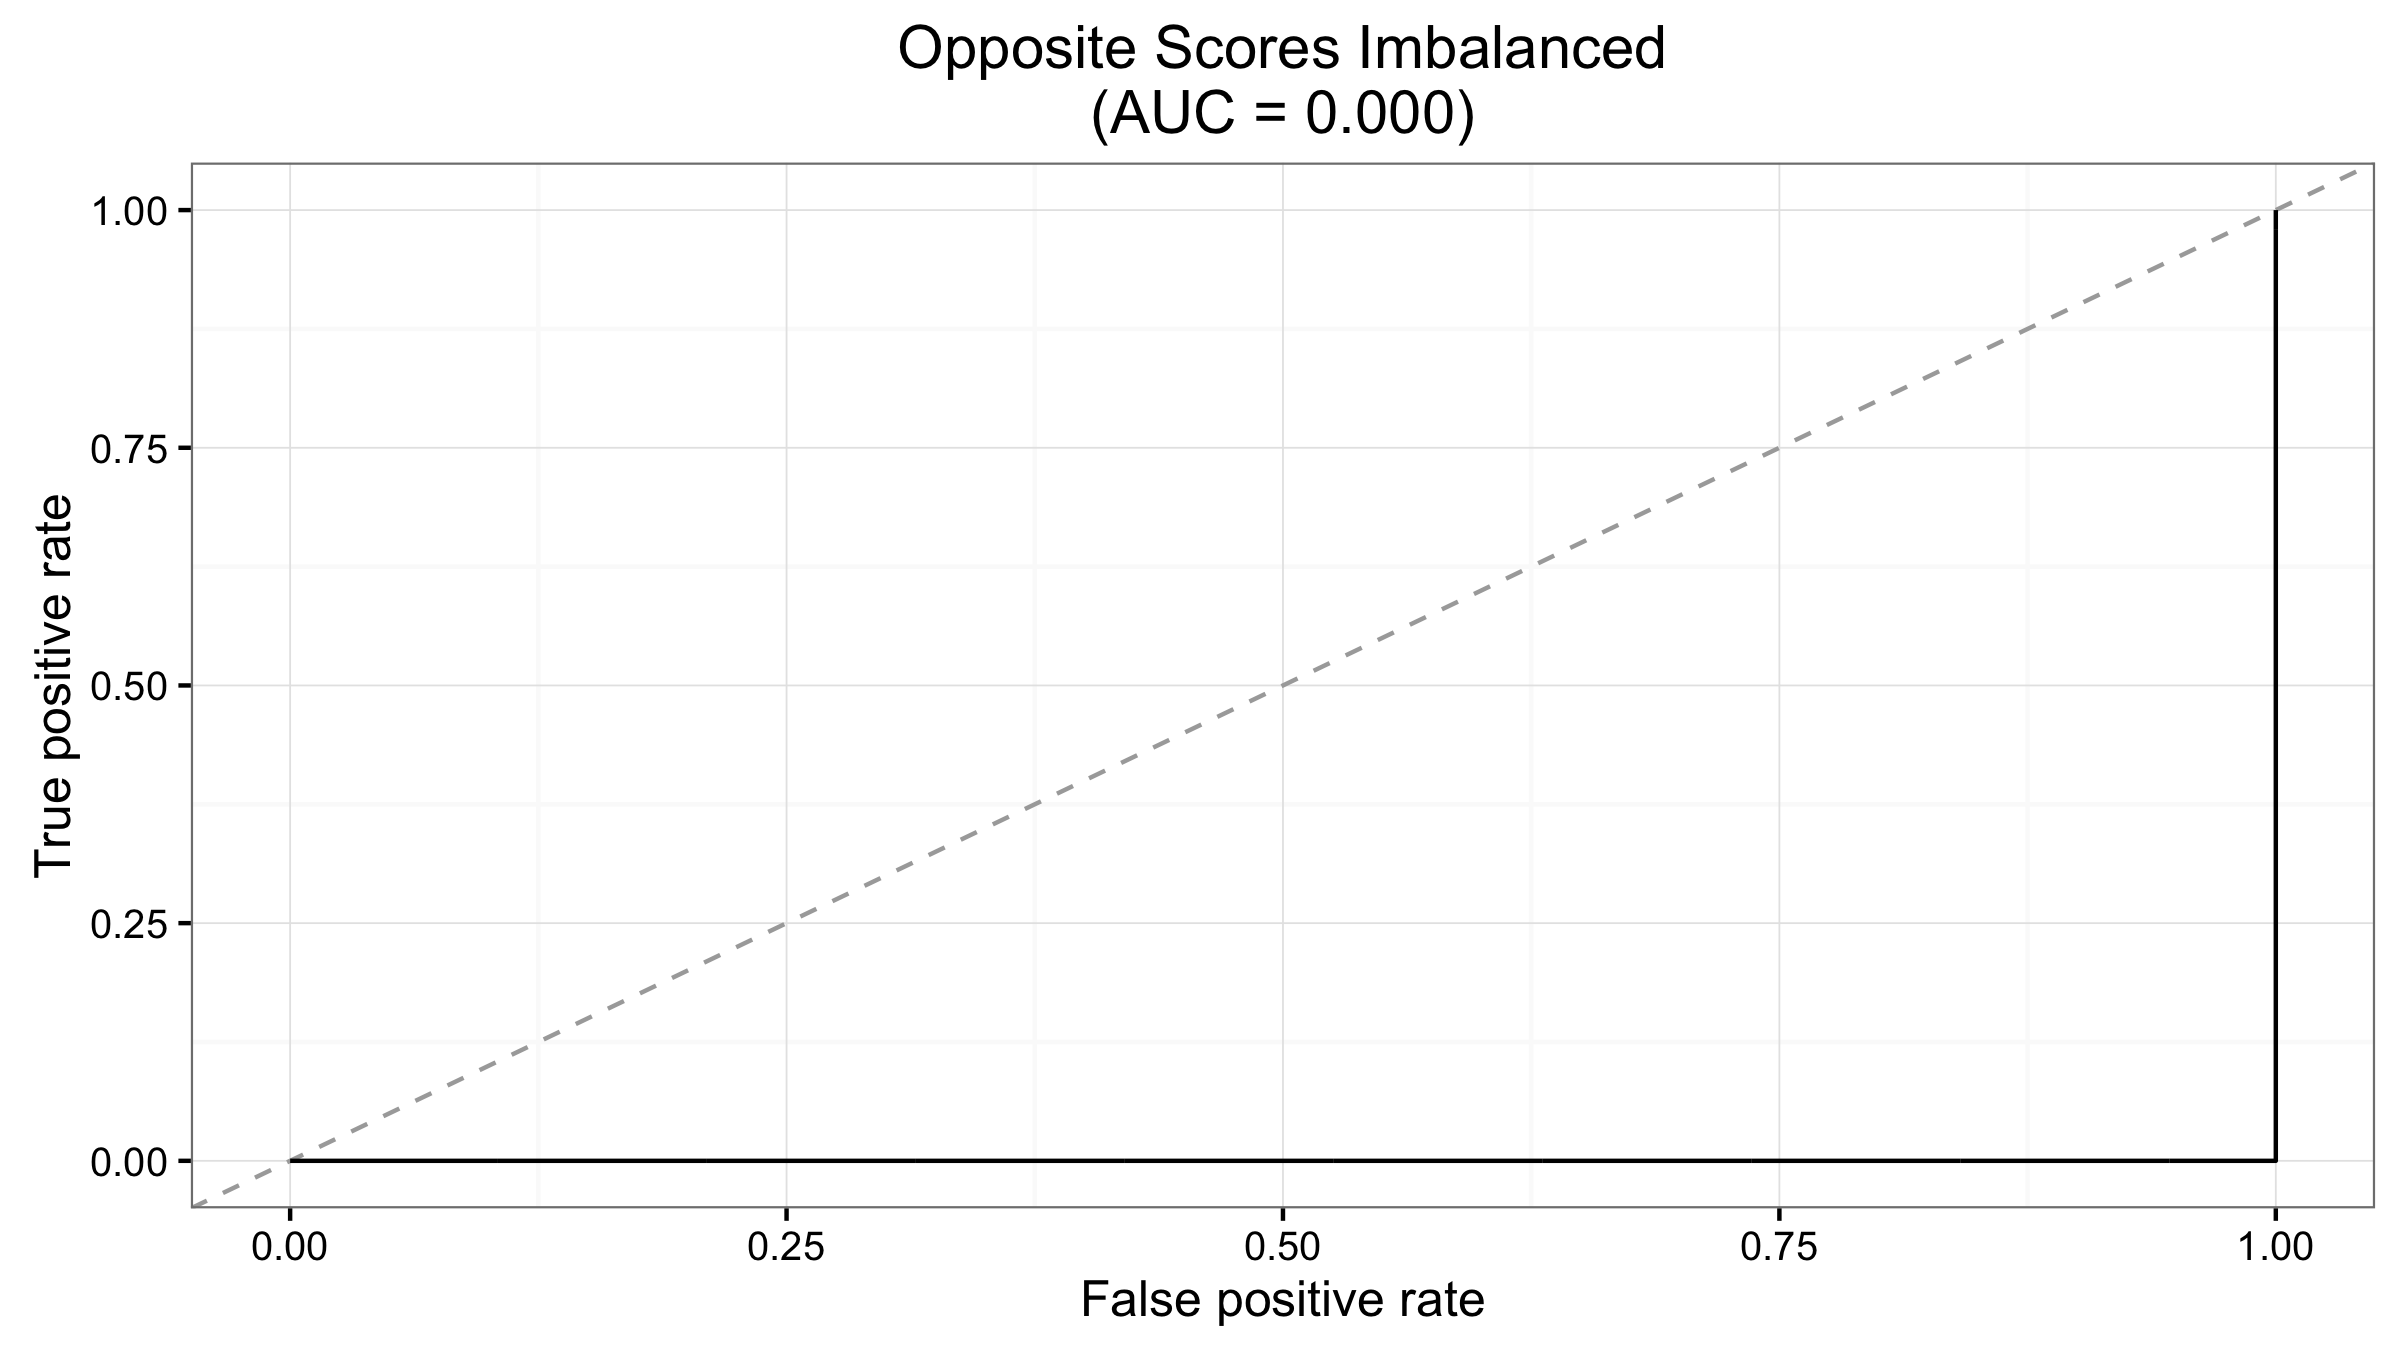 Opposite Scores Imbalanced
(AUC = 0.000)
True positive rate
1.00
0.75
0.50
0.25
0.00
0.00 0.25 0.50 0.75 1.00
False positive rate